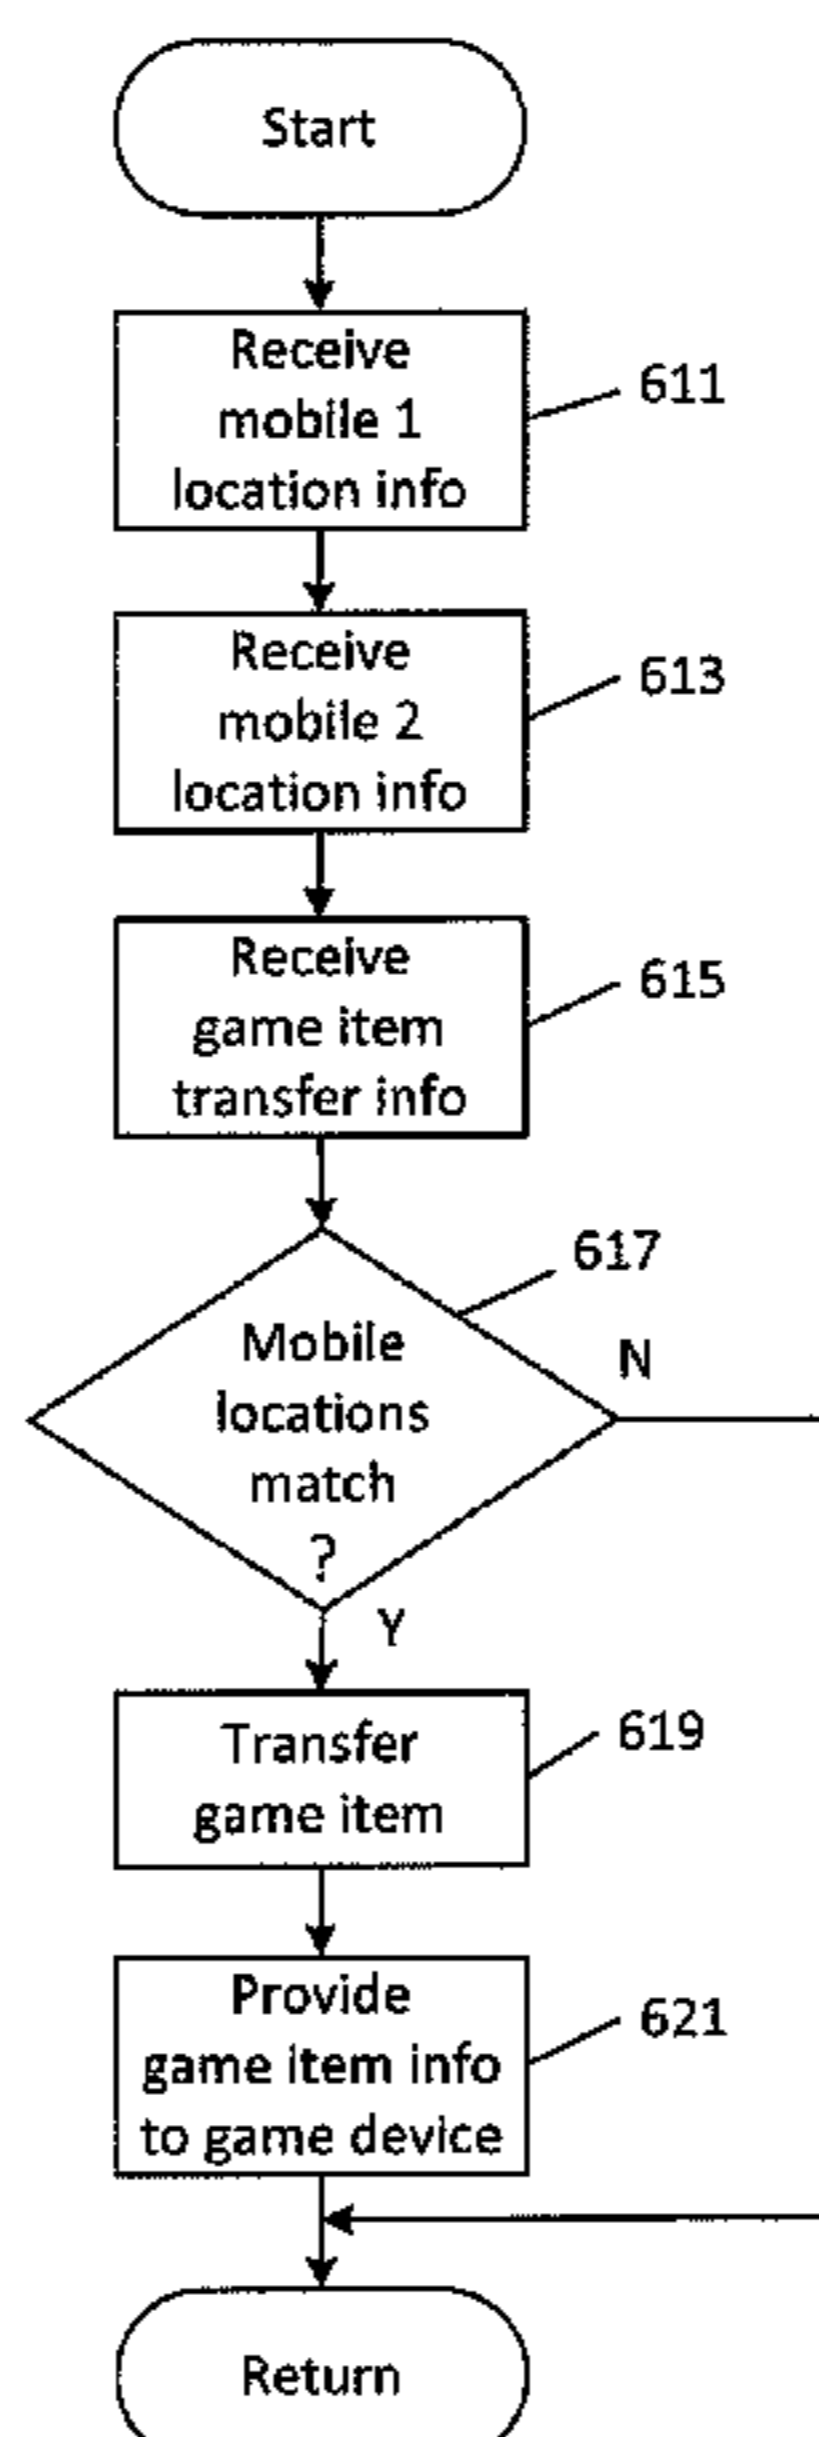 Start
Receive
mobile 1
location info
611
Receive
mobile 2
location info
613
Receive
game item
transfer info
615
617
Mobile
locations
match
?
N
Y
Transfer
game item
619
Provide
game item info
to game device
621
Return